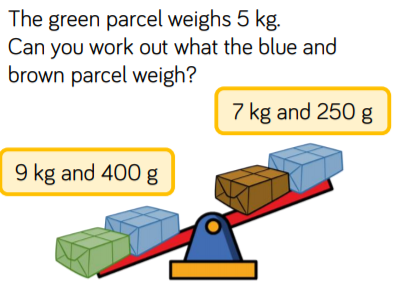 The green parcel weighs 5 kg.
Can you work out what the blue and
brown parcel weigh?
7 kg and 250 g
9 kg and 400 g